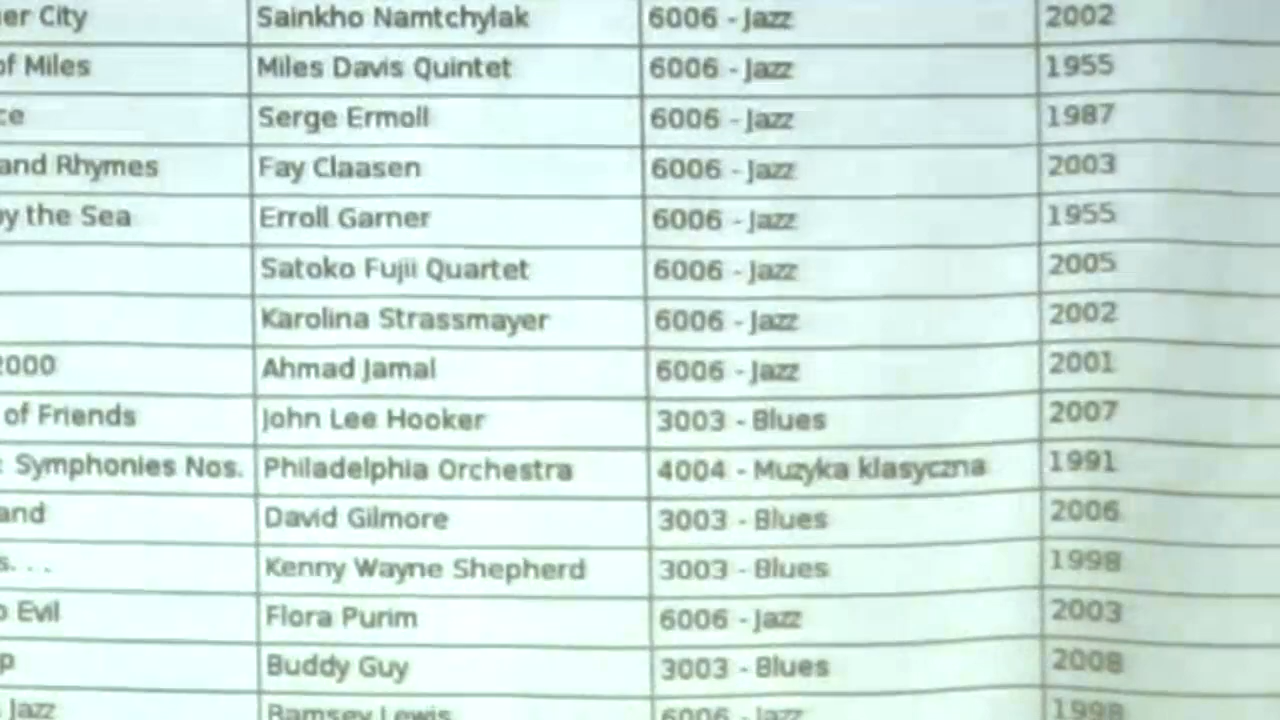 er City Sainkho Namtchylak 6006 - Jazz 2002
of Miles Miles Davis Quintet 6006 - Jazz 1955
ce Serge Ermoll 6006 - Jazz 1987
and Rhymes Fay Claasen 6006 - Jazz 2003
by the Sea Erroll Garner 6006 - Jazz 1955
Satoko Fujii Quartet 6006 - Jazz 2005
Karolina Strassmayer 6006 - Jazz 2002
2000 Ahmad Jamal 6006 - Jazz 2001
of Friends John Lee Hooker 3003 - Blues 2007
: Symphonies Nos. Philadelphia Orchestra 4004 - Muzyka klasyczna 1991
and David Gilmore 3003 - Blues 2006
s. . . Kenny Wayne Shepherd 3003 - Blues 1998
o Evil Flora Purim 6006 - Jazz 2003
p Buddy Guy 3003 - Blues 2008
Jazz Ramsey Lewis 6006 - Jazz 1998